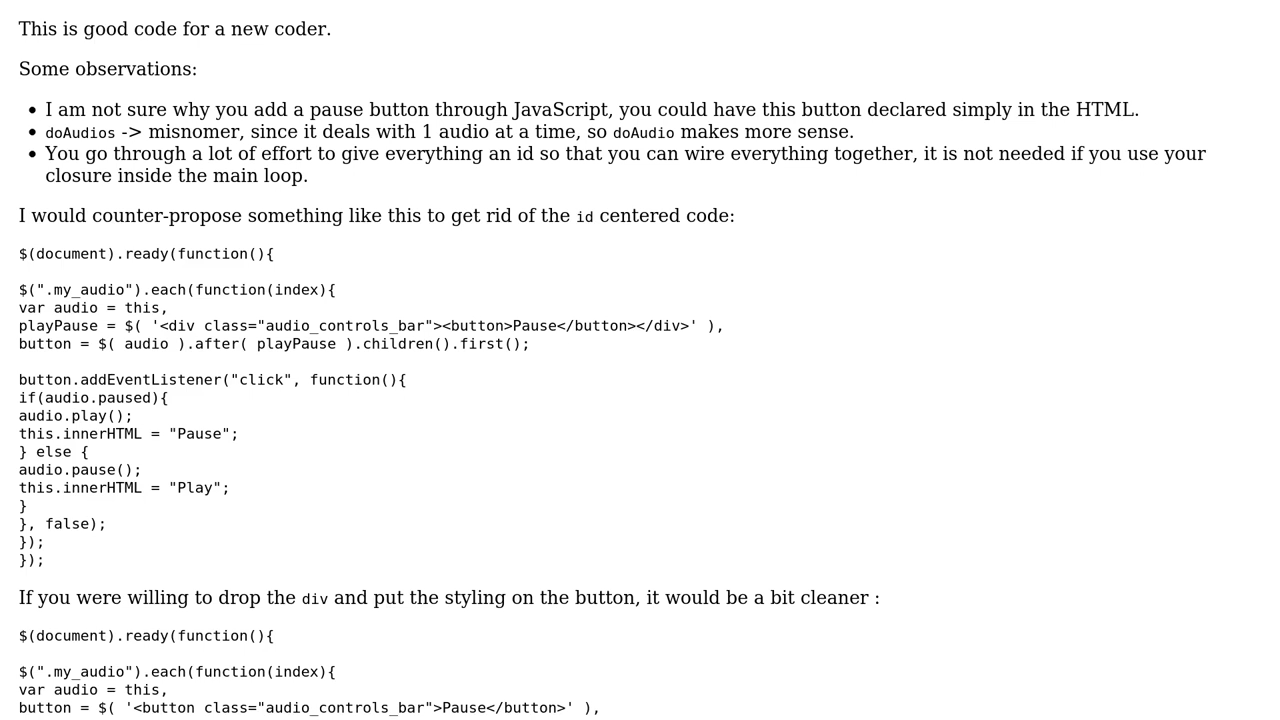 This is good code for a new coder.
Some observations:
• I am not sure why you add a pause button through JavaScript, you could have this button declared simply in the HTML.
• doAudios -> misnomer, since it deals with 1 audio at a time, so doAudio makes more sense.
• You go through a lot of effort to give everything an id so that you can wire everything together, it is not needed if you use your
closure inside the main loop.
I would counter-propose something like this to get rid of the id centered code:
$(document).ready(function(){
$(".my_audio").each(function(index){
var audio = this,
playPause = $( '<div class="audio_controls_bar"><button>Pause</button></div>' ),
button = $( audio ).after( playPause ).children().first();
button.addEventListener("click", function(){
if(audio.paused){
audio.play();
this.innerHTML = "Pause";
} else {
audio.pause();
this.innerHTML = "Play";
}
}, false);
});
});
If you were willing to drop the div and put the styling on the button, it would be a bit cleaner :
$(document).ready(function(){
$(".my_audio").each(function(index){
var audio = this,
button = $( '<button class="audio_controls_bar">Pause</button>' ),